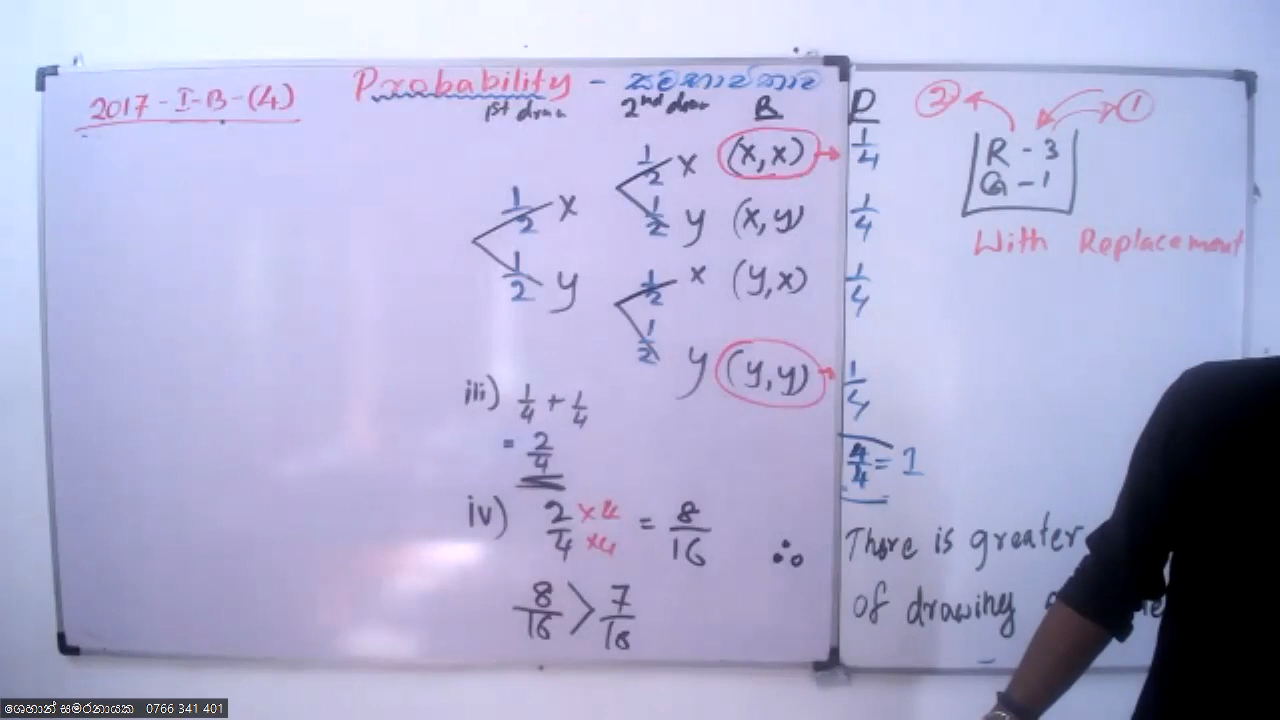 2017 - I - B - (4)
Probability - සම්භාවිතාව
1st draw 2nd draw B P
1/2 x (x,x) 1/4
1/2 x
1/2 y (x,y) 1/4
1/2 y
1/2 x (y,x) 1/4
1/2 y (y,y) 1/4
4/4 = 1
iii) 1/4 + 1/4
= 2/4
iv) 2/4 ×4 ×4 = 8/16
8/16 > 7/16
∴ There is greater
of drawing
2 1
R - 3
G - 1
With Replacement
0766 341 401